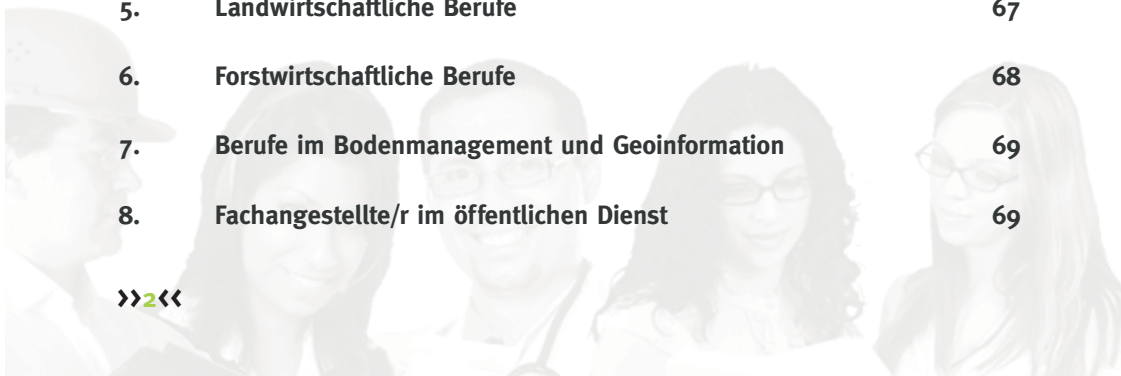 5. Landwirtschaftliche Berufe 67
6. Forstwirtschaftliche Berufe 68
7. Berufe im Bodenmanagement und Geoinformation 69
8. Fachangestellte/r im öffentlichen Dienst 69
>>2<<